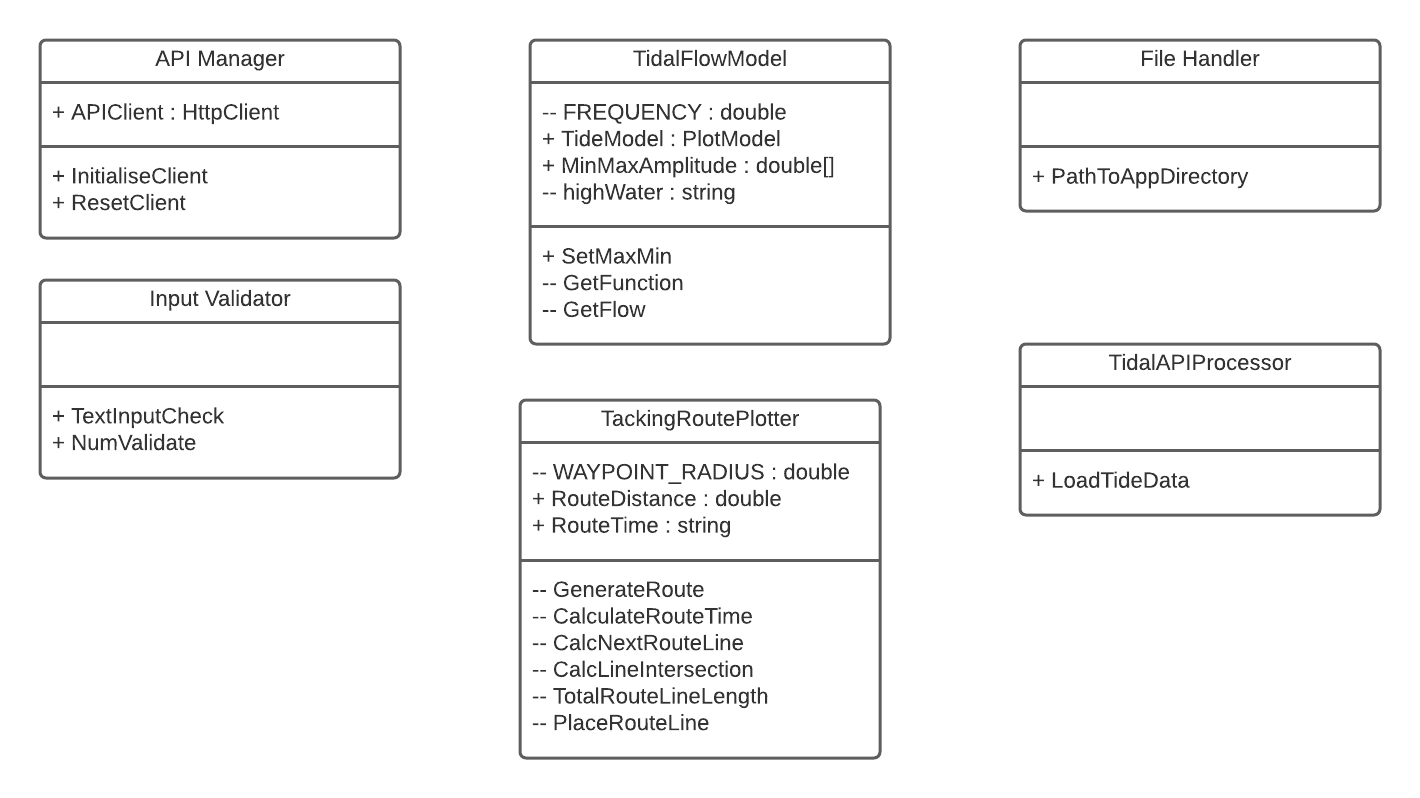 API Manager
+ APIClient : HttpClient
+ InitialiseClient
+ ResetClient
Input Validator
+ TextInputCheck
+ NumValidate
TidalFlowModel
-- FREQUENCY : double
+ TideModel : PlotModel
+ MinMaxAmplitude : double[]
-- highWater : string
+ SetMaxMin
-- GetFunction
-- GetFlow
TackingRoutePlotter
-- WAYPOINT_RADIUS : double
+ RouteDistance : double
+ RouteTime : string
-- GenerateRoute
-- CalculateRouteTime
-- CalcNextRouteLine
-- CalcLineIntersection
-- TotalRouteLineLength
-- PlaceRouteLine
File Handler
+ PathToAppDirectory
TidalAPIProcessor
+ LoadTideData